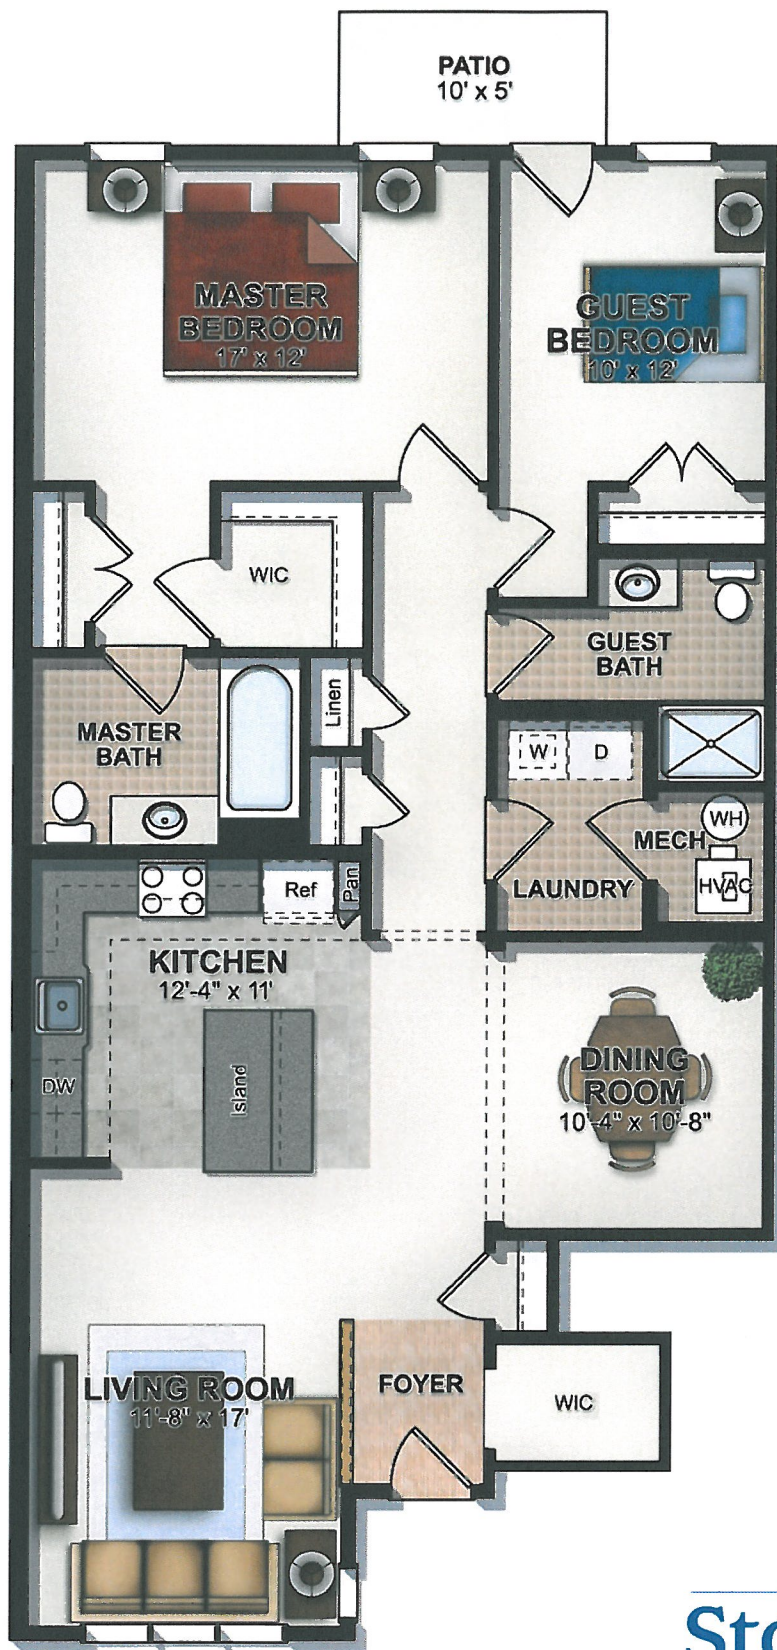 PATIO
10' x 5'
MASTER
BEDROOM
17' x 12'
GUEST
BEDROOM
10' x 12'
WIC
GUEST
BATH
Linen
MASTER
BATH
W
D
WH
MECH
HVAC
LAUNDRY
Ref
Pan
KITCHEN
12'-4" x 11'
DW
Island
DINING
ROOM
10'-4" x 10'-8"
LIVING ROOM
11'-8" x 17'
FOYER
WIC
Ste